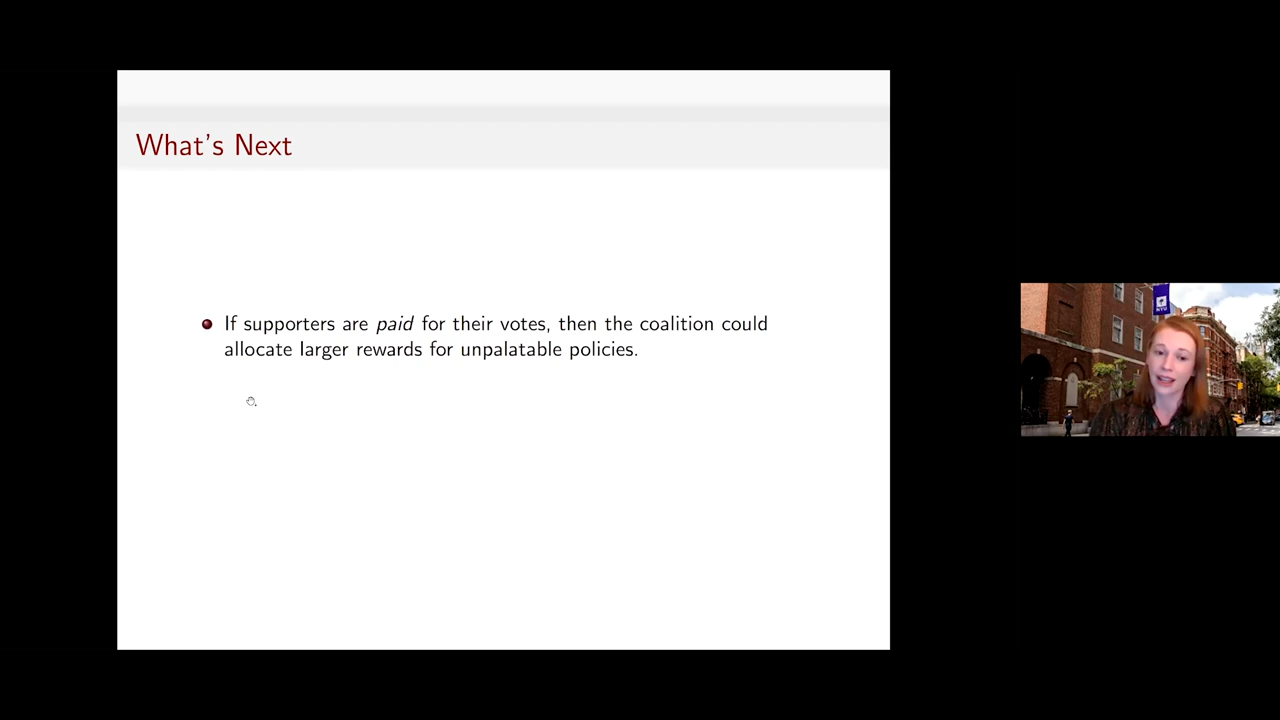 What's Next
If supporters are paid for their votes, then the coalition could
allocate larger rewards for unpalatable policies.
NYU